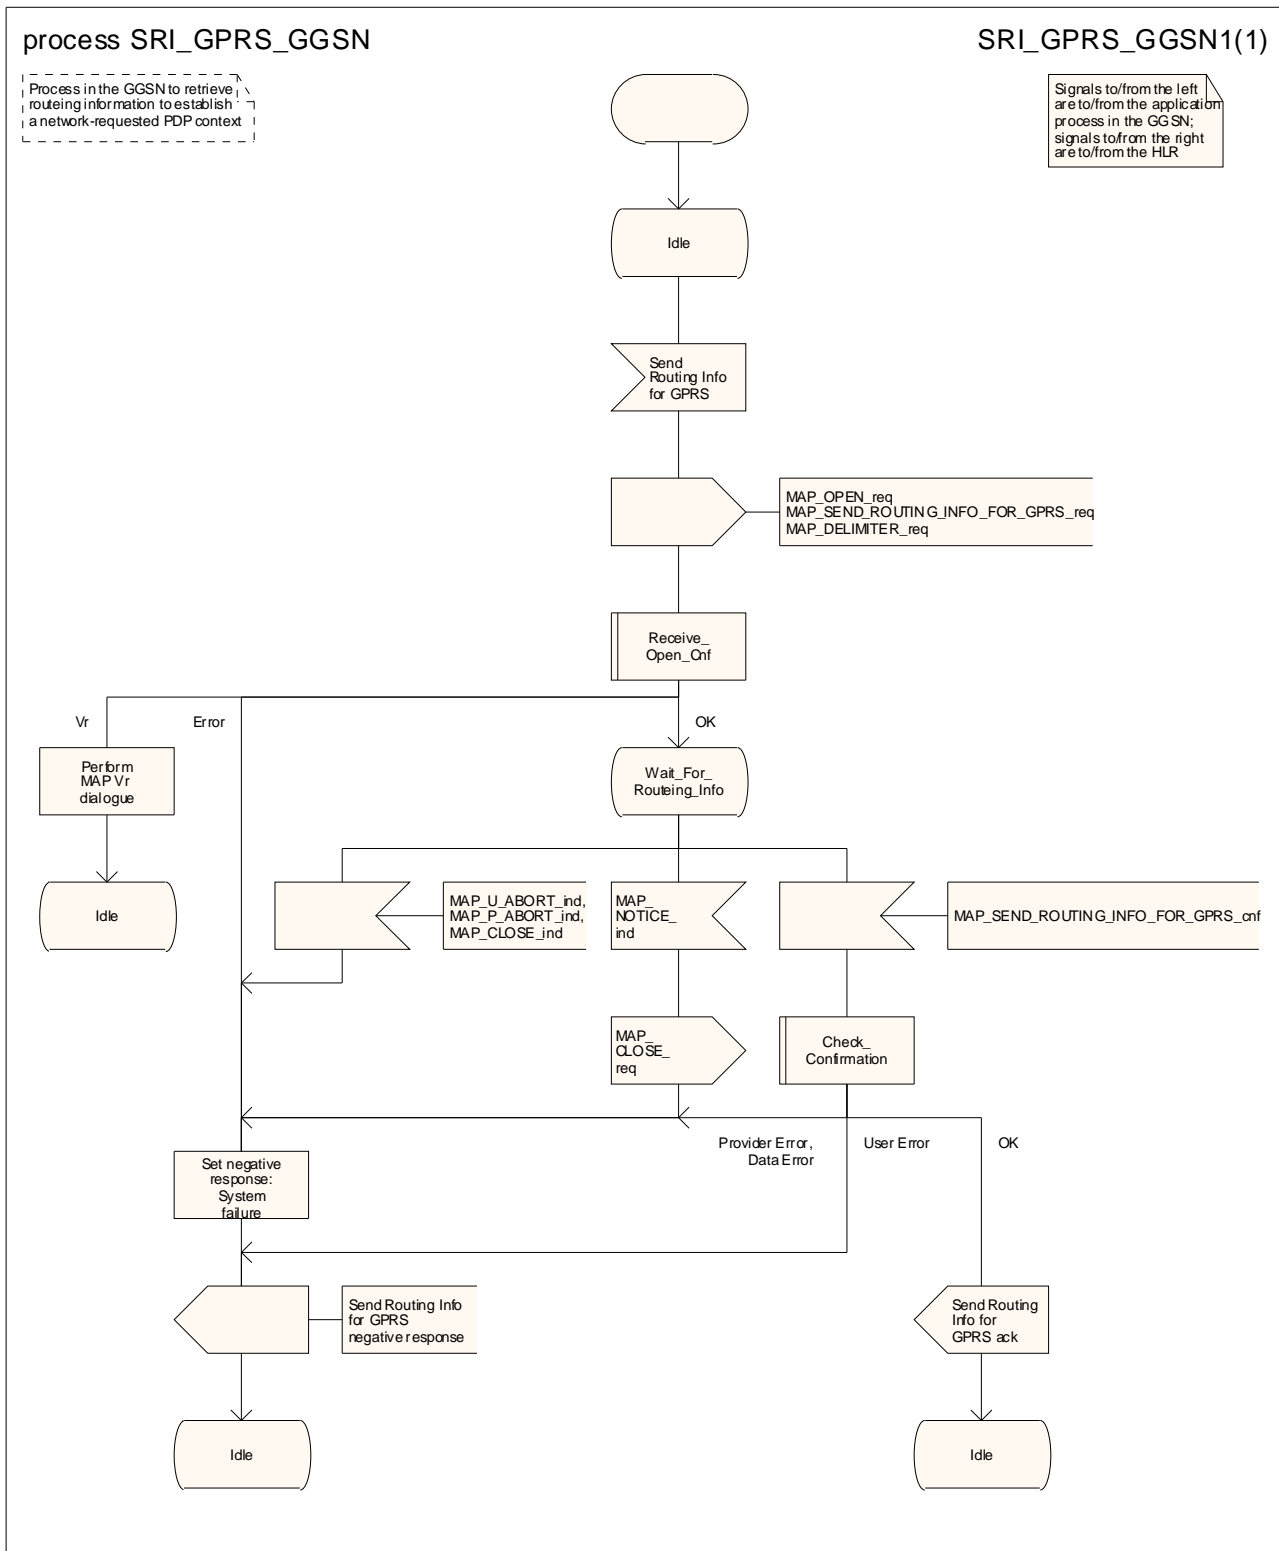 process SRI_GPRS_GGSN
SRI_GPRS_GGSN1(1)
Process in the GGSN to retrieve
routeing information to establish
a network-requested PDP context
Signals to/from the left
are to/from the application
process in the GGSN;
signals to/from the right
are to/from the HLR
Idle
Send
Routing Info
for GPRS
MAP_OPEN_req
MAP_SEND_ROUTING_INFO_FOR_GPRS_req
MAP_DELIMITER_req
Receive_
Open_Cnf
Vr
Error
OK
Perform
MAP Vr
dialogue
Wait_For_
Routeing_Info
Idle
MAP_U_ABORT_ind,
MAP_P_ABORT_ind,
MAP_CLOSE_ind
MAP_
NOTICE_
ind
MAP_SEND_ROUTING_INFO_FOR_GPRS_cnf
MAP_
CLOSE_
req
Check_
Confirmation
Provider Error,
Data Error
User Error
OK
Set negative
response:
System
failure
Send Routing Info
for GPRS
negative response
Send Routing
Info for
GPRS ack
Idle
Idle